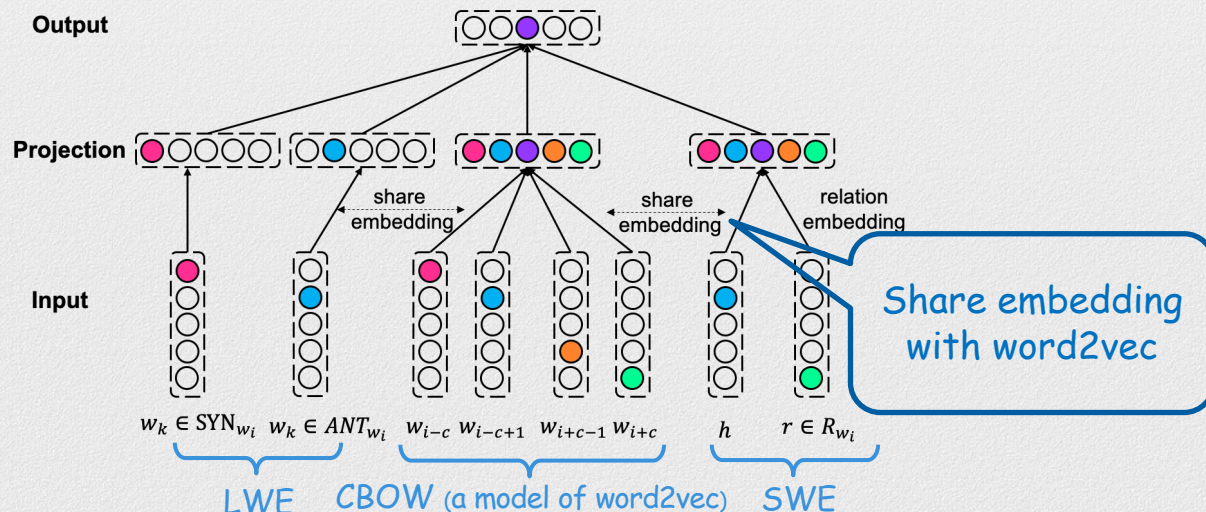 Output
Projection
share
embedding
share
embedding
relation
embedding
Input
Share embedding
with word2vec
w_k ∈ SYN_{w_i} w_k ∈ ANT_{w_i} w_{i-c} w_{i-c+1} w_{i+c-1} w_{i+c} h r ∈ R_{w_i}
LWE CBOW (a model of word2vec) SWE